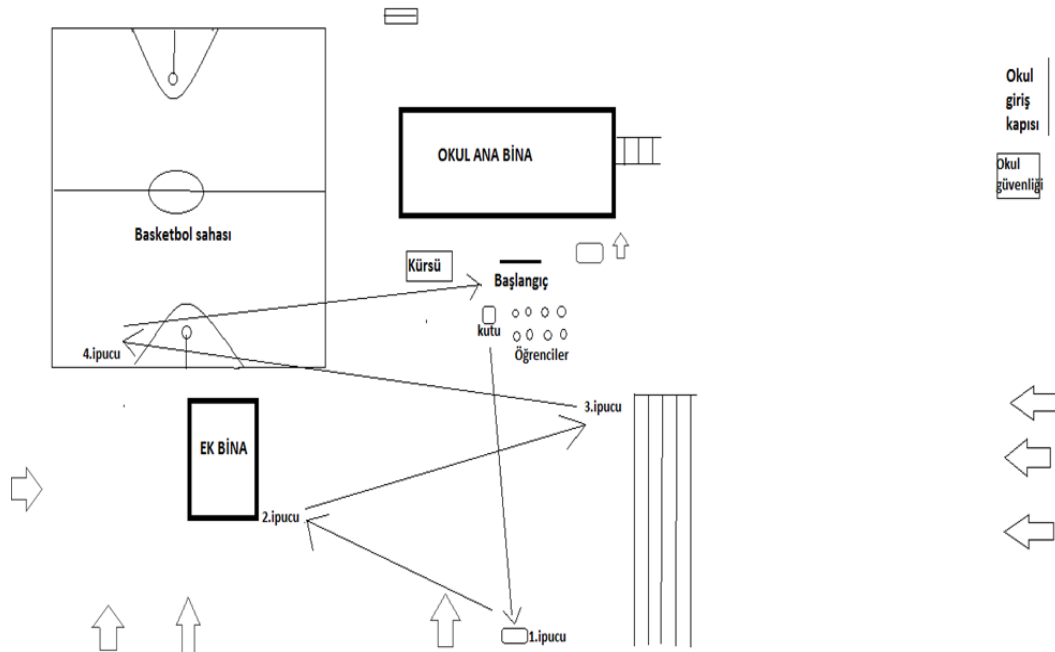 Okul
giriş
kapısı
OKUL ANA BİNA
Okul
güvenliği
Basketbol sahası
Kürsü
Başlangıç
kutu
Öğrenciler
4.ipucu
3.ipucu
EK BİNA
2.ipucu
1.ipucu